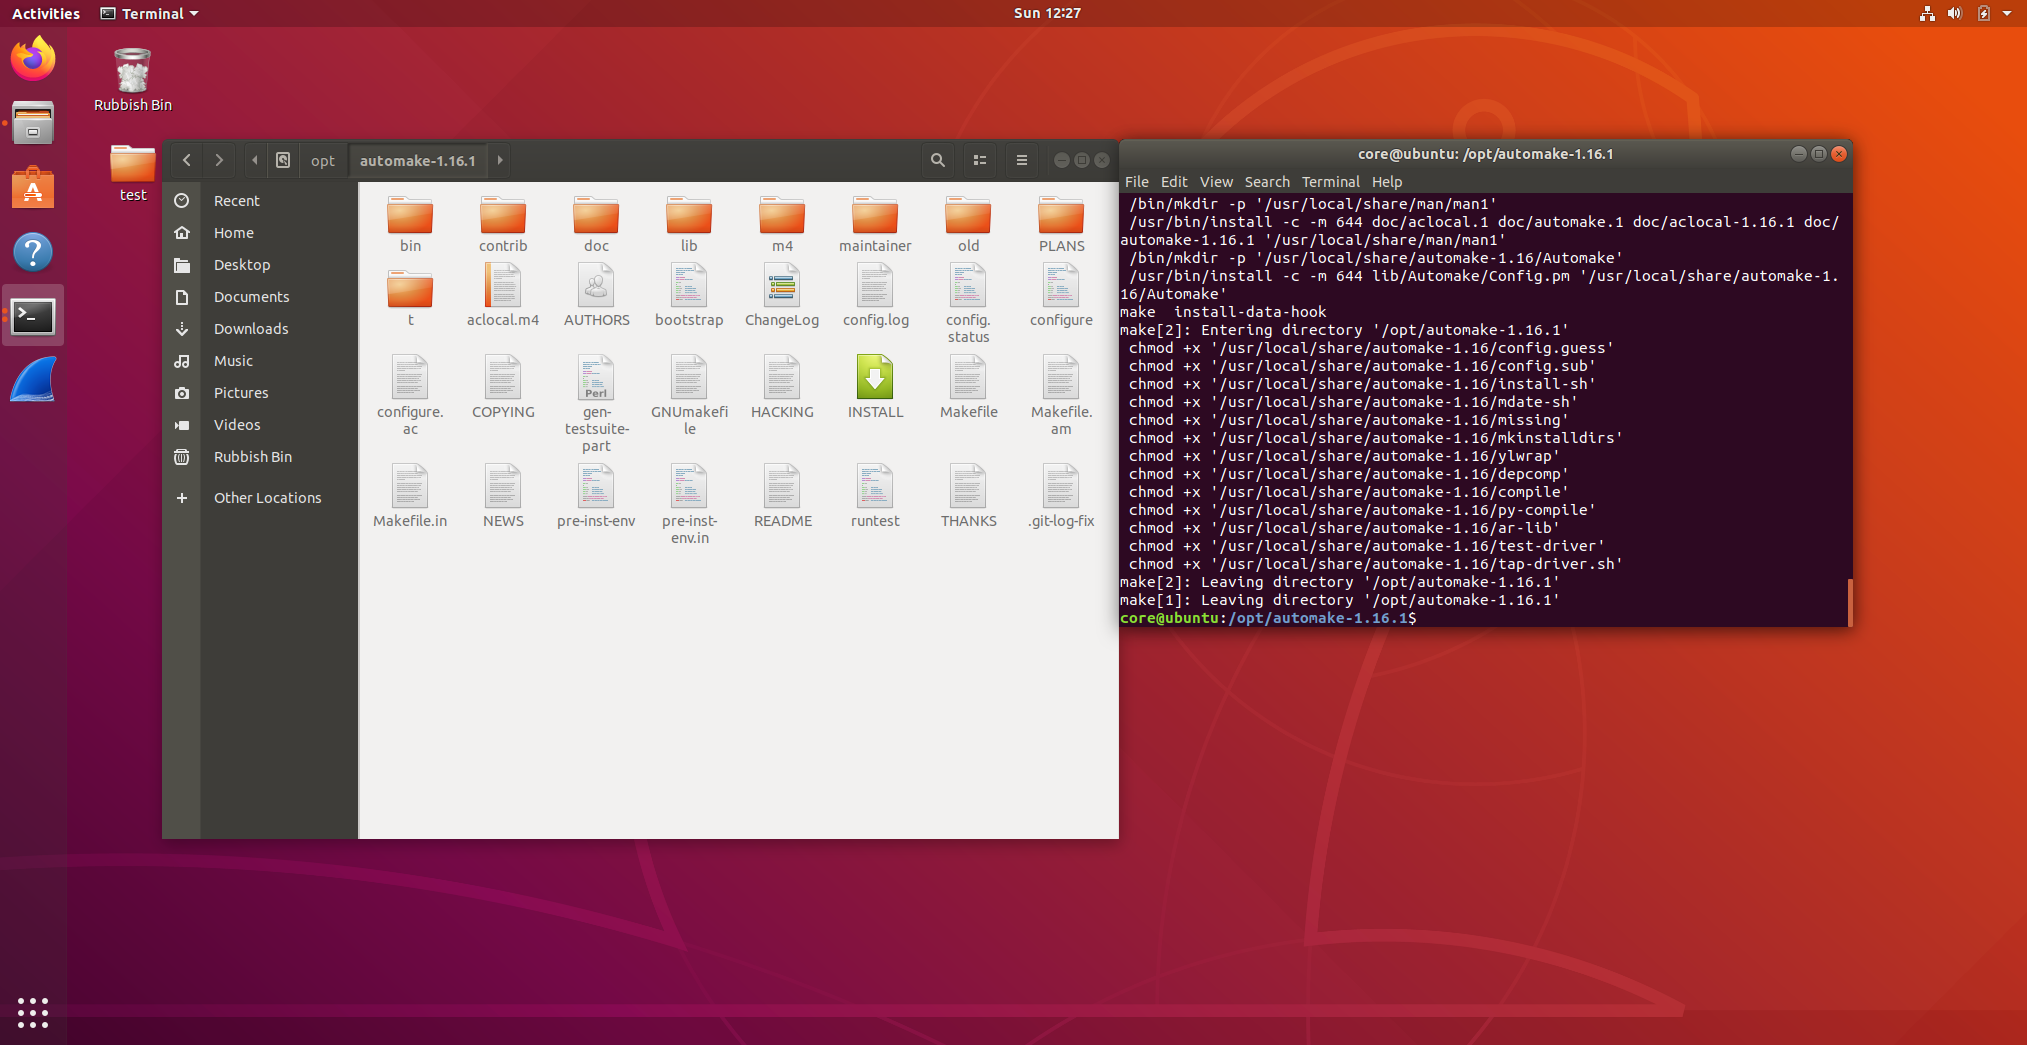 Activities
Terminal
Sun 12:27
Rubbish Bin
test
opt
automake-1.16.1
Recent
Home
Desktop
Documents
Downloads
Music
Pictures
Videos
Rubbish Bin
Other Locations
bin contrib doc lib m4 maintainer old PLANS
t aclocal.m4 AUTHORS bootstrap ChangeLog config.log config. configure
status
configure. COPYING gen- GNUmakefi HACKING INSTALL Makefile Makefile.
ac testsuite- le am
part
Perl
Makefile.in NEWS pre-inst-env pre-inst- README runtest THANKS .git-log-fix
env.in
core@ubuntu: /opt/automake-1.16.1
File Edit View Search Terminal Help
/bin/mkdir -p '/usr/local/share/man/man1'
/usr/bin/install -c -m 644 doc/aclocal.1 doc/automake.1 doc/aclocal-1.16.1 doc/
automake-1.16.1 '/usr/local/share/man/man1'
/bin/mkdir -p '/usr/local/share/automake-1.16/Automake'
/usr/bin/install -c -m 644 lib/Automake/Config.pm '/usr/local/share/automake-1.
16/Automake'
make  install-data-hook
make[2]: Entering directory '/opt/automake-1.16.1'
chmod +x '/usr/local/share/automake-1.16/config.guess'
chmod +x '/usr/local/share/automake-1.16/config.sub'
chmod +x '/usr/local/share/automake-1.16/install-sh'
chmod +x '/usr/local/share/automake-1.16/mdate-sh'
chmod +x '/usr/local/share/automake-1.16/missing'
chmod +x '/usr/local/share/automake-1.16/mkinstalldirs'
chmod +x '/usr/local/share/automake-1.16/ylwrap'
chmod +x '/usr/local/share/automake-1.16/depcomp'
chmod +x '/usr/local/share/automake-1.16/compile'
chmod +x '/usr/local/share/automake-1.16/py-compile'
chmod +x '/usr/local/share/automake-1.16/ar-lib'
chmod +x '/usr/local/share/automake-1.16/test-driver'
chmod +x '/usr/local/share/automake-1.16/tap-driver.sh'
make[2]: Leaving directory '/opt/automake-1.16.1'
make[1]: Leaving directory '/opt/automake-1.16.1'
core@ubuntu:/opt/automake-1.16.1$